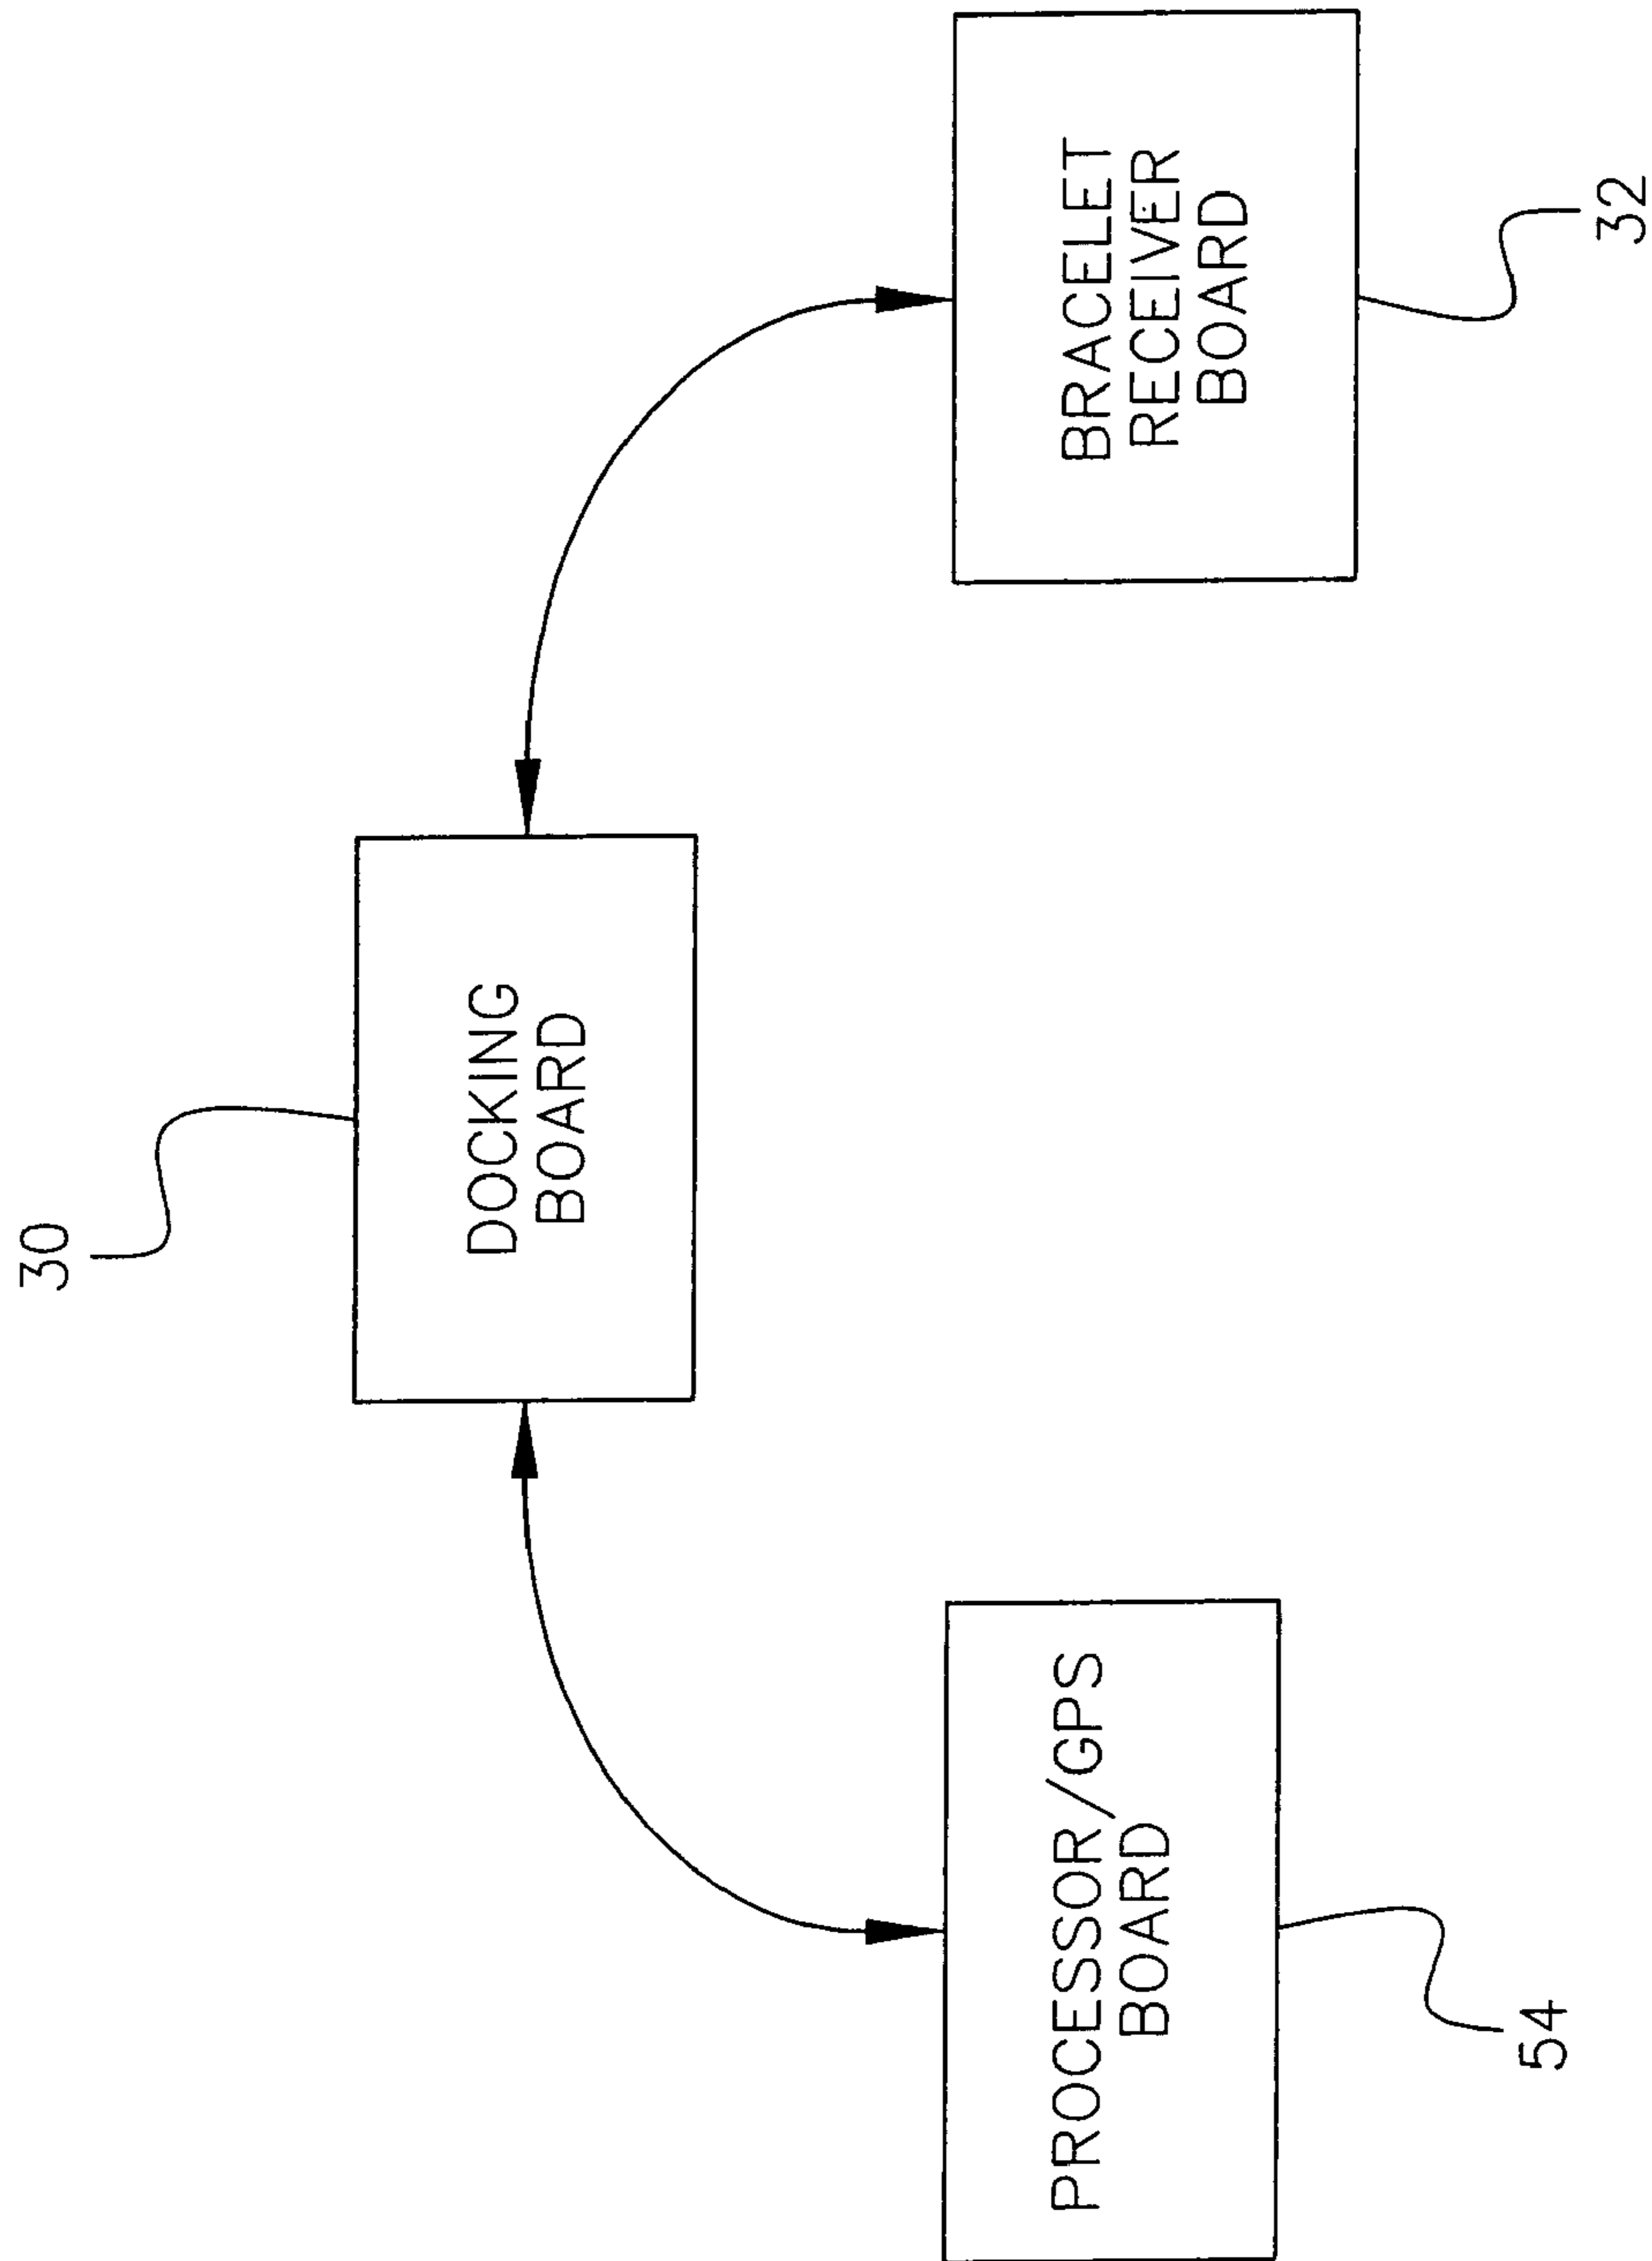 30
DOCKING
BOARD
PROCESSOR/GPS
BOARD
54
BRACELET
RECEIVER
BOARD
32